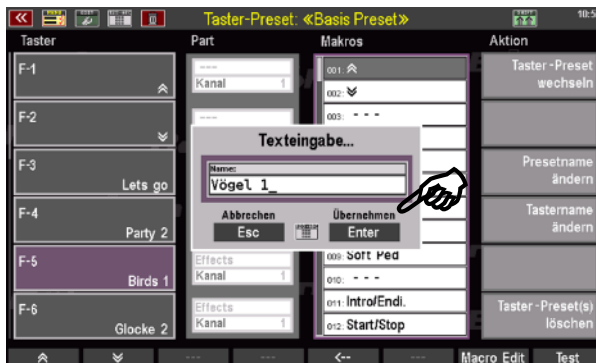 Taster-Preset: «Basis Preset»
10:5
Taster
Part
Makros
Aktion
F-1
---
Kanal 1
001:
Taster-Preset
wechseln
F-2
---
002:
003: ---
Texteingabe...
Name:
Vögel 1_
Abbrechen
Esc
Übernehmen
Enter
F-3
Lets go
Presetname
ändern
F-4
Party 2
Tastername
ändern
F-5
Birds 1
Effects
Kanal 1
009: Soft Ped
010: ---
F-6
Glocke 2
Effects
Kanal 1
011: Intro/Endi.
012: Start/Stop
Taster-Preset(s)
löschen
---
---
<--
---
Macro Edit
Test